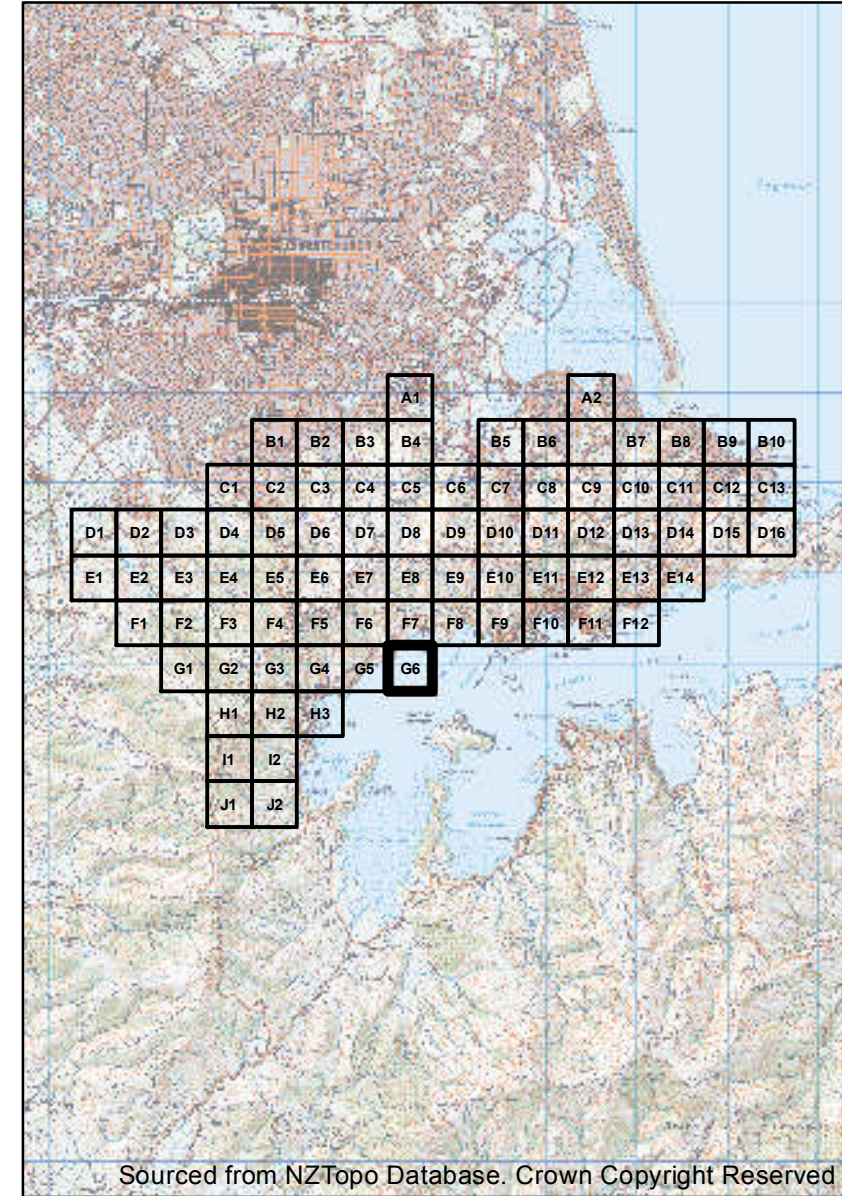 A1 A2
B1 B2 B3 B4 B5 B6 B7 B8 B9 B10
C1 C2 C3 C4 C5 C6 C7 C8 C9 C10 C11 C12 C13
D1 D2 D3 D4 D5 D6 D7 D8 D9 D10 D11 D12 D13 D14 D15 D16
E1 E2 E3 E4 E5 E6 E7 E8 E9 E10 E11 E12 E13 E14
F1 F2 F3 F4 F5 F6 F7 F8 F9 F10 F11 F12
G1 G2 G3 G4 G5 G6
H1 H2 H3
I1 I2
J1 J2
Sourced from NZTopo Database. Crown Copyright Reserved